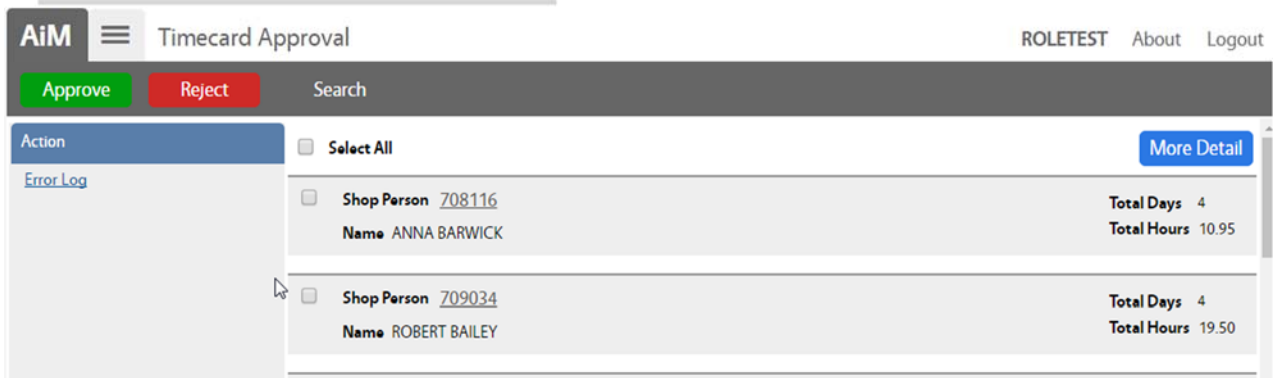 AiM Timecard Approval ROLETEST About Logout
Approve Reject Search
Action
Error Log
Select All More Detail
Shop Person 708116 Total Days 4
Name ANNA BARWICK Total Hours 10.95
Shop Person 709034 Total Days 4
Name ROBERT BAILEY Total Hours 19.50